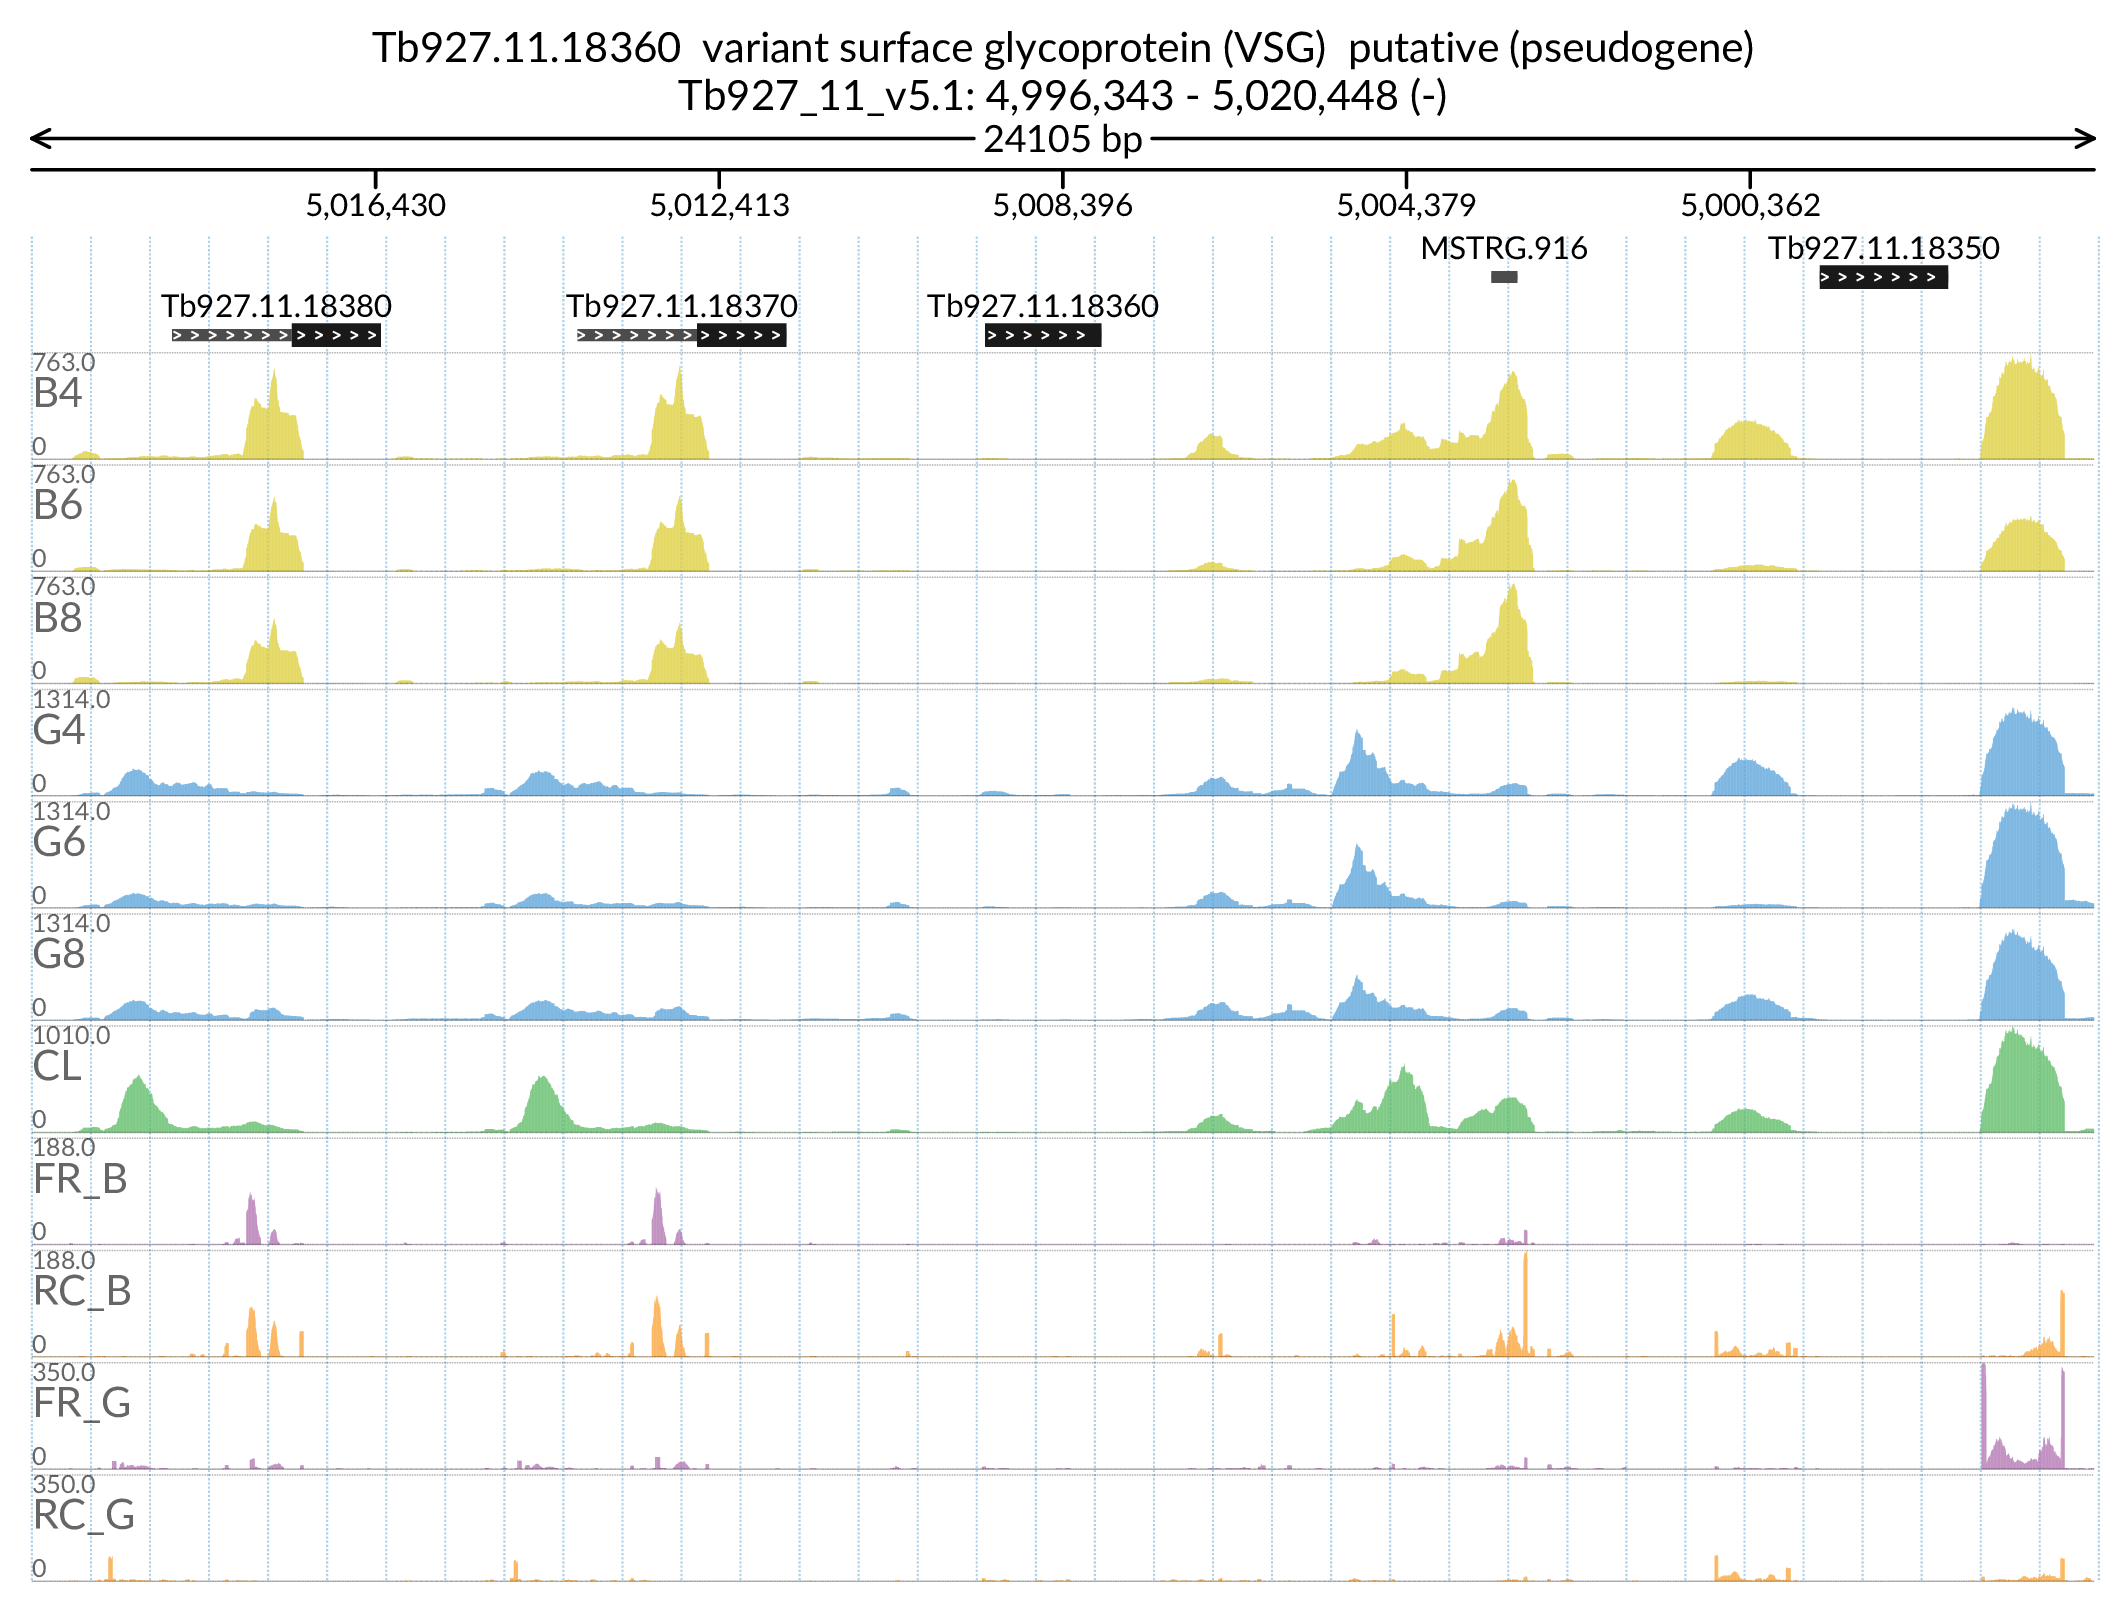 Tb927.11.18360 variant surface glycoprotein (VSG) putative (pseudogene)
Tb927_11_v5.1: 4,996,343 - 5,020,448 (-)
24105 bp
5,016,430 5,012,413 5,008,396 5,004,379 5,000,362
MSTRG.916 Tb927.11.18350
Tb927.11.18380 Tb927.11.18370 Tb927.11.18360
763.0
B4
0
763.0
B6
0
763.0
B8
0
1314.0
G4
0
1314.0
G6
0
1314.0
G8
0
1010.0
CL
0
188.0
FR_B
0
188.0
RC_B
0
350.0
FR_G
0
350.0
RC_G
0